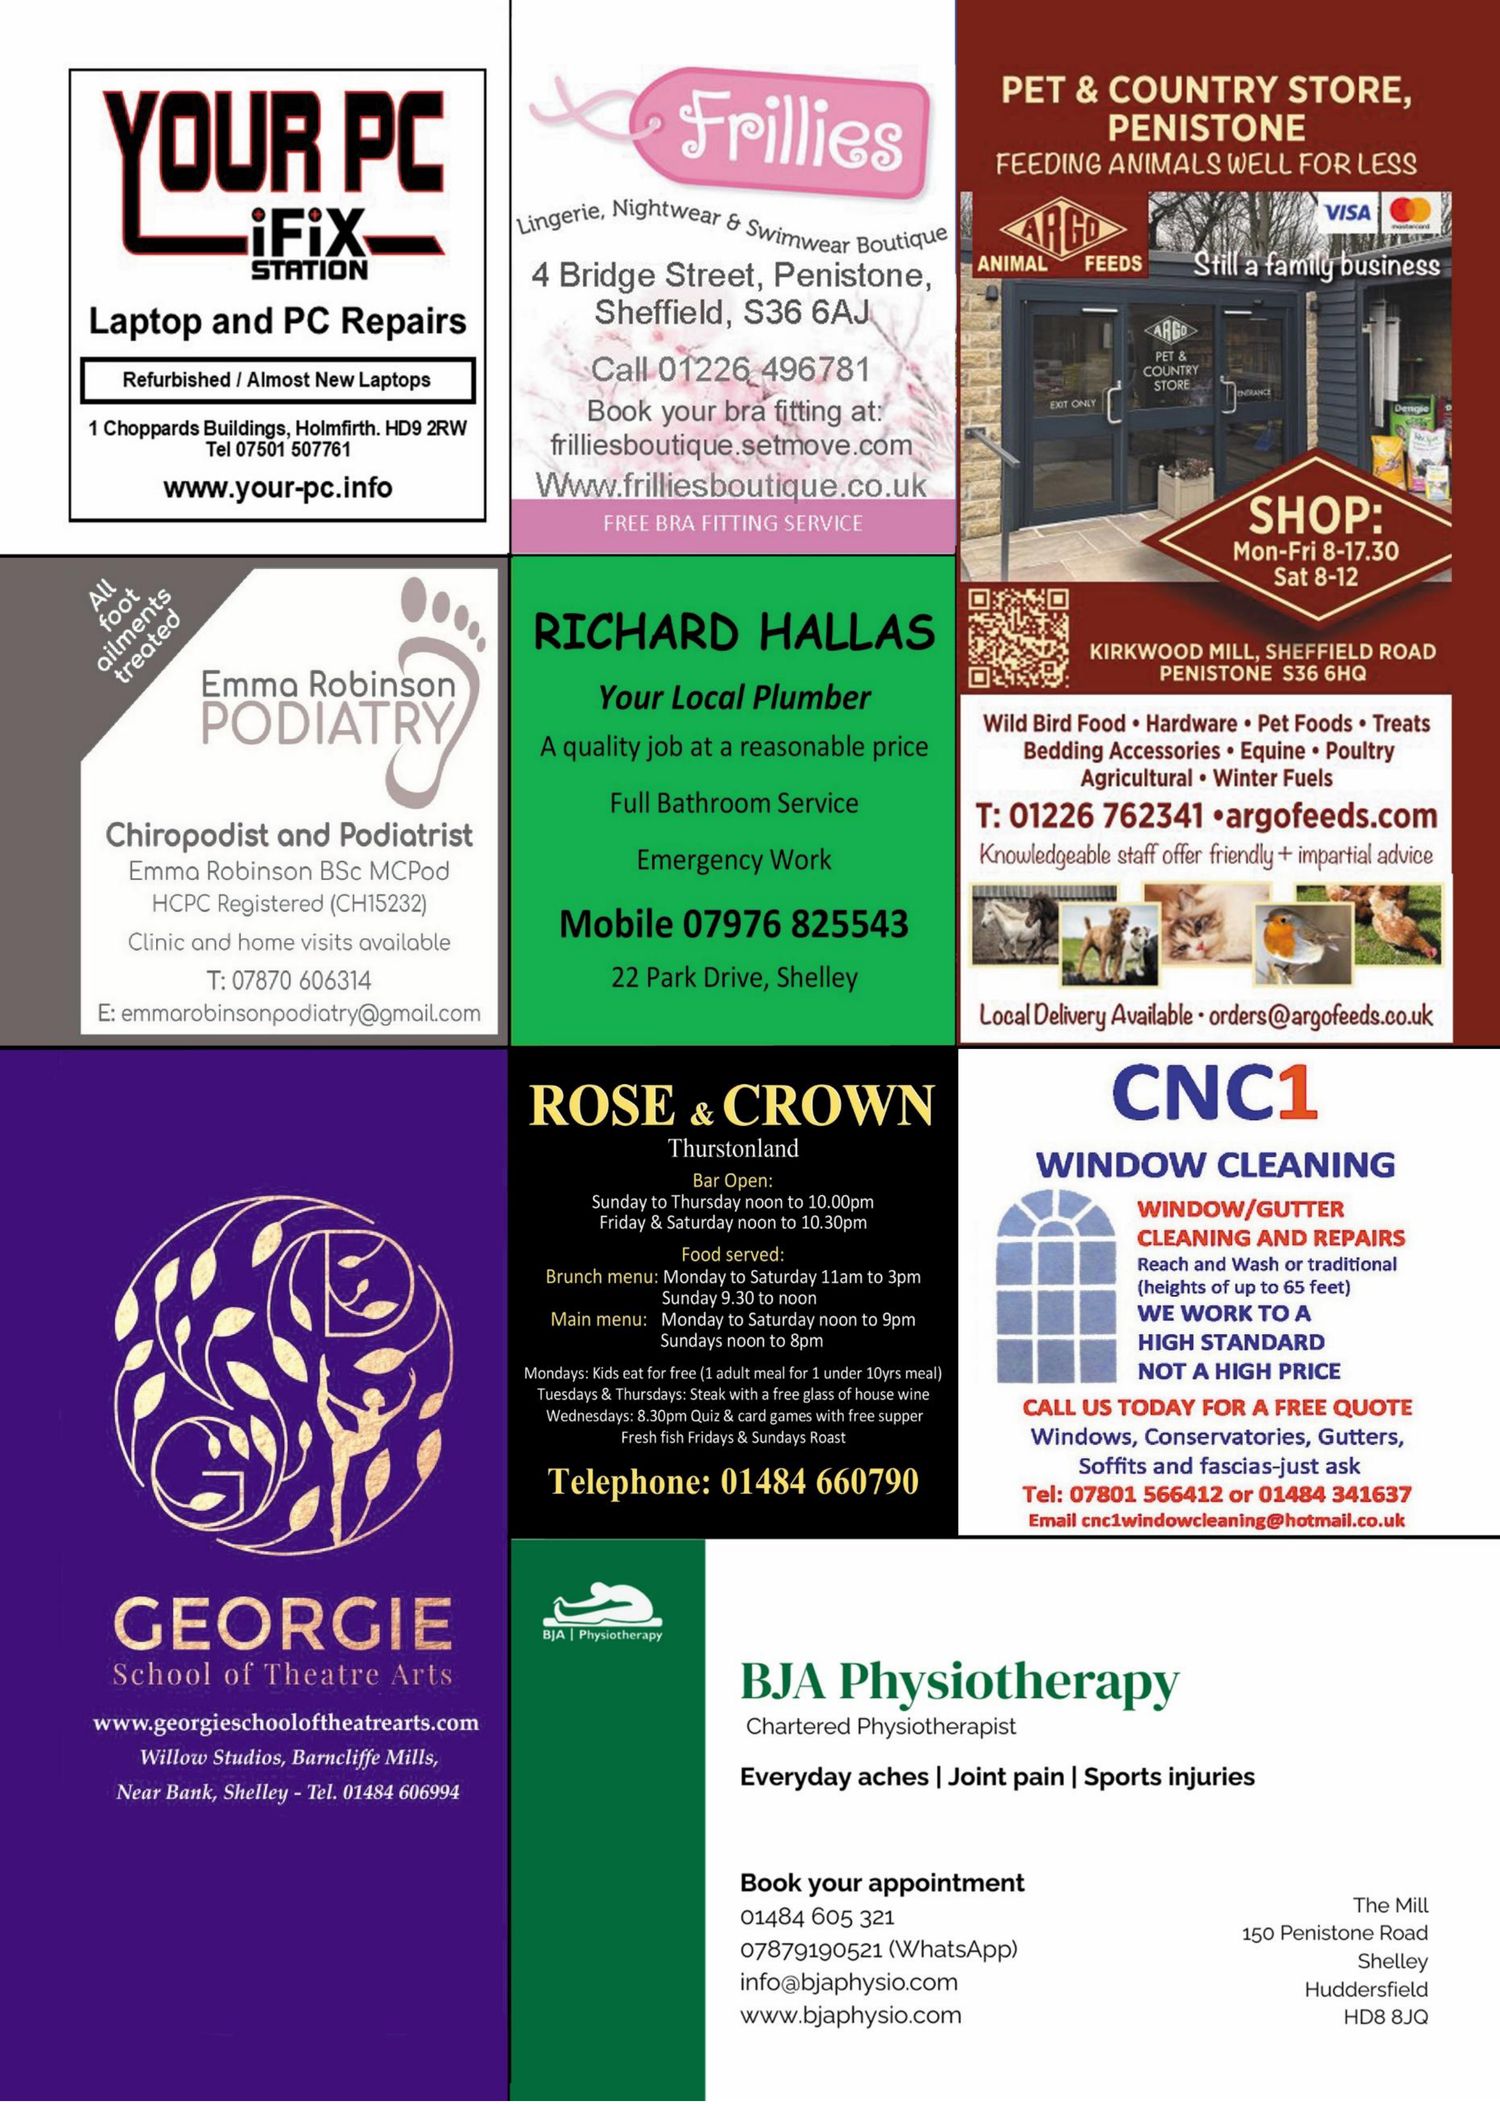 YOUR PC
iFiX
STATION
Laptop and PC Repairs
Refurbished / Almost New Laptops
1 Choppards Buildings, Holmfirth. HD9 2RW
Tel 07501 507761
www.your-pc.info
Frillies
Lingerie, Nightwear & Swimwear Boutique
4 Bridge Street, Penistone,
Sheffield, S36 6AJ
Call 01226 496781
Book your bra fitting at:
frilliesboutique.setmove.com
Www.frilliesboutique.co.uk
FREE BRA FITTING SERVICE
PET & COUNTRY STORE,
PENISTONE
FEEDING ANIMALS WELL FOR LESS
ARGO
ANIMAL FEEDS
VISA
mastercard
Still a family business
ARGO
PET &
COUNTRY
STORE
EXIT ONLY
ENTRANCE
Dengie
SHOP:
Mon-Fri 8-17.30
Sat 8-12
KIRKWOOD MILL, SHEFFIELD ROAD
PENISTONE S36 6HQ
Wild Bird Food • Hardware • Pet Foods • Treats
Bedding Accessories • Equine • Poultry
Agricultural • Winter Fuels
T: 01226 762341 •argofeeds.com
Knowledgeable staff offer friendly + impartial advice
Local Delivery Available • orders@argofeeds.co.uk
All
foot
ailments
treated
Emma Robinson
PODIATRY
Chiropodist and Podiatrist
Emma Robinson BSc MCPod
HCPC Registered (CH15232)
Clinic and home visits available
T: 07870 606314
E: emmarobinsonpodiatry@gmail.com
RICHARD HALLAS
Your Local Plumber
A quality job at a reasonable price
Full Bathroom Service
Emergency Work
Mobile 07976 825543
22 Park Drive, Shelley
GEORGIE
School of Theatre Arts
www.georgieschooloftheatrearts.com
Willow Studios, Barncliffe Mills,
Near Bank, Shelley - Tel. 01484 606994
ROSE & CROWN
Thurstonland
Bar Open:
Sunday to Thursday noon to 10.00pm
Friday & Saturday noon to 10.30pm
Food served:
Brunch menu: Monday to Saturday 11am to 3pm
Sunday 9.30 to noon
Main menu: Monday to Saturday noon to 9pm
Sundays noon to 8pm
Mondays: Kids eat for free (1 adult meal for 1 under 10yrs meal)
Tuesdays & Thursdays: Steak with a free glass of house wine
Wednesdays: 8.30pm Quiz & card games with free supper
Fresh fish Fridays & Sundays Roast
Telephone: 01484 660790
CNC1
WINDOW CLEANING
WINDOW/GUTTER
CLEANING AND REPAIRS
Reach and Wash or traditional
(heights of up to 65 feet)
WE WORK TO A
HIGH STANDARD
NOT A HIGH PRICE
CALL US TODAY FOR A FREE QUOTE
Windows, Conservatories, Gutters,
Soffits and fascias-just ask
Tel: 07801 566412 or 01484 341637
Email cnc1windowcleaning@hotmail.co.uk
BJA | Physiotherapy
BJA Physiotherapy
Chartered Physiotherapist
Everyday aches | Joint pain | Sports injuries
Book your appointment
01484 605 321
07879190521 (WhatsApp)
info@bjaphysio.com
www.bjaphysio.com
The Mill
150 Penistone Road
Shelley
Huddersfield
HD8 8JQ